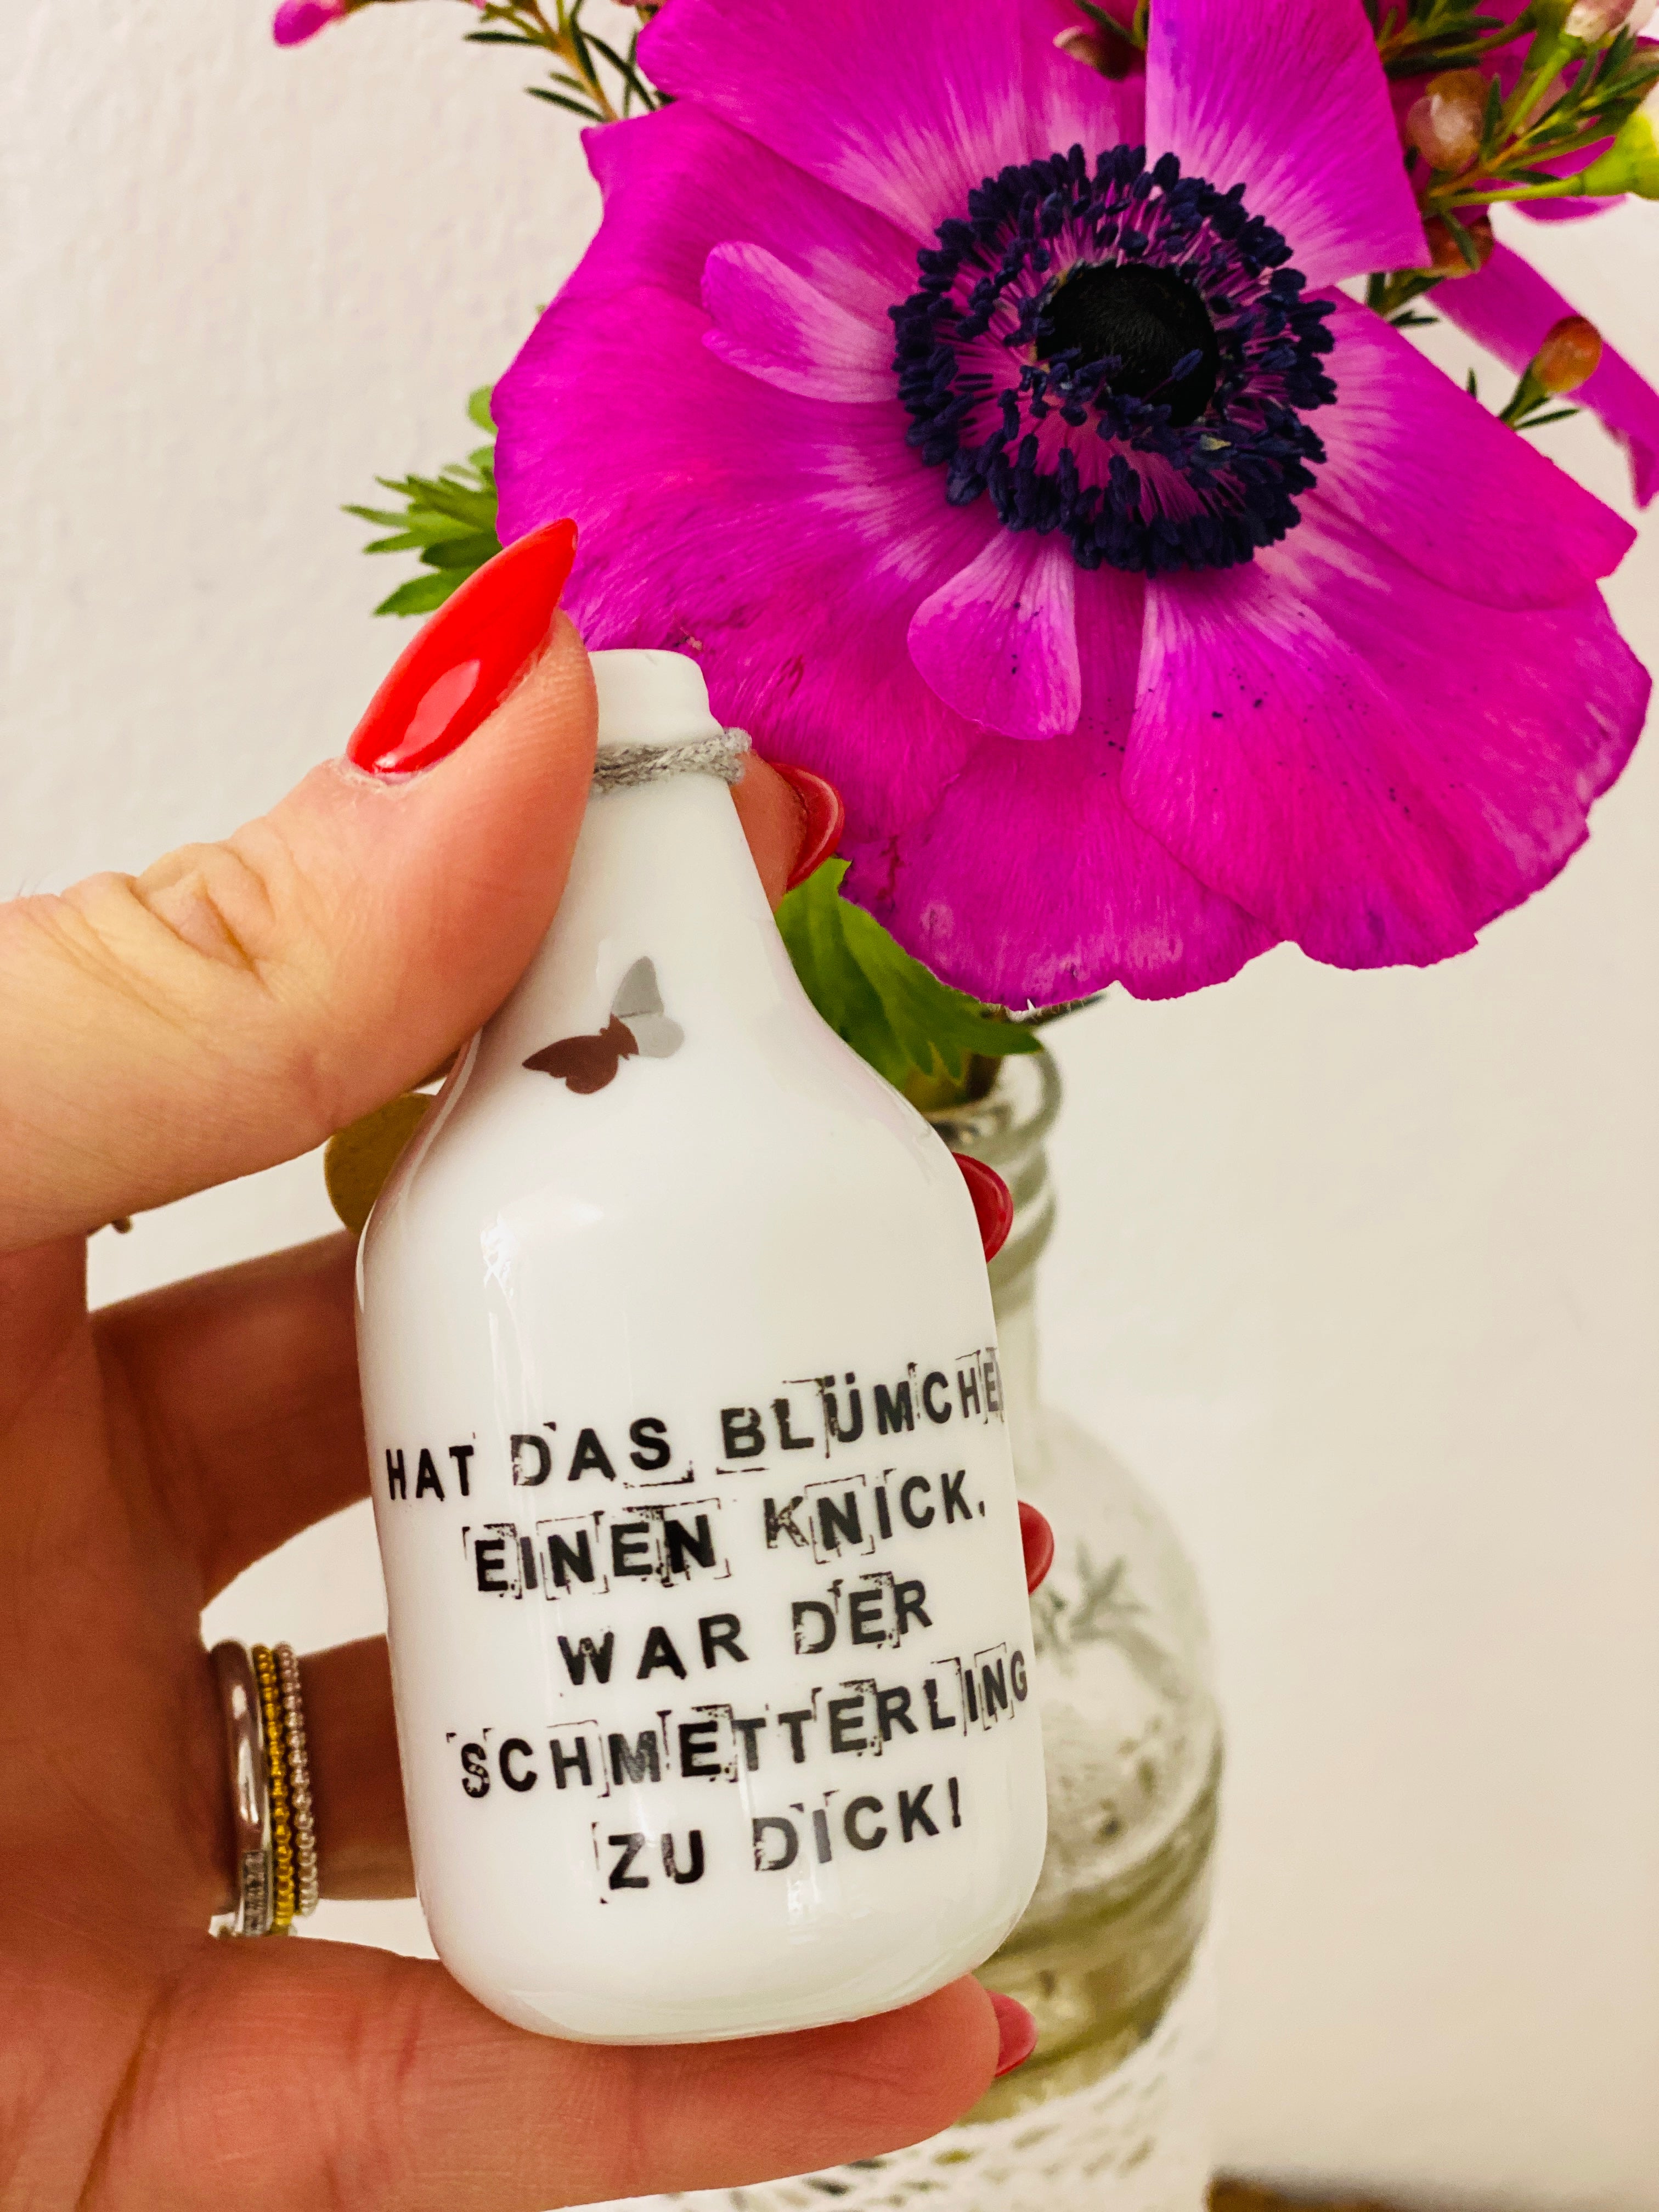 HAT DAS BLÜMCHE
EINEN KNICK,
WAR DER
SCHMETTERLING
ZU DICK!